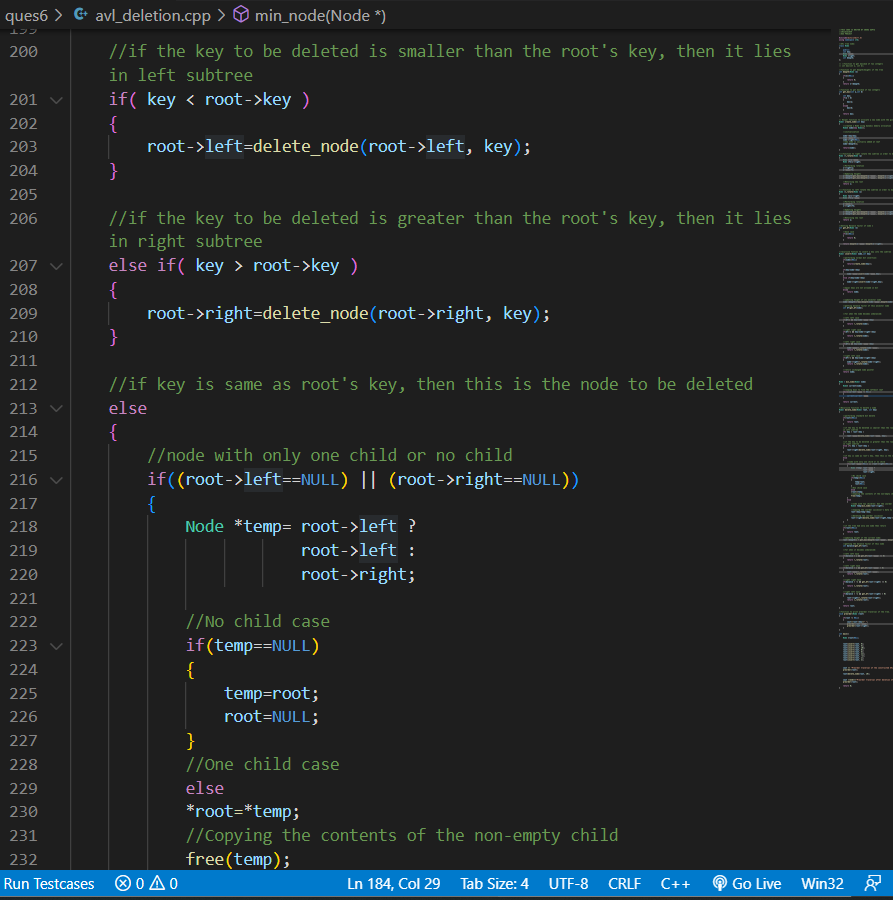 ques6 > avl_deletion.cpp > min_node(Node *)
199
200 //if the key to be deleted is smaller than the root's key, then it lies
in left subtree
201 if( key < root->key )
202 {
203 root->left=delete_node(root->left, key);
204 }
205
206 //if the key to be deleted is greater than the root's key, then it lies
in right subtree
207 else if( key > root->key )
208 {
209 root->right=delete_node(root->right, key);
210 }
211
212 //if key is same as root's key, then this is the node to be deleted
213 else
214 {
215 //node with only one child or no child
216 if((root->left==NULL) || (root->right==NULL))
217 {
218 Node *temp= root->left ?
219 root->left :
220 root->right;
221
222 //No child case
223 if(temp==NULL)
224 {
225 temp=root;
226 root=NULL;
227 }
228 //One child case
229 else
230 *root=*temp;
231 //Copying the contents of the non-empty child
232 free(temp);
Run Testcases 0 0 Ln 184, Col 29 Tab Size: 4 UTF-8 CRLF C++ Go Live Win32